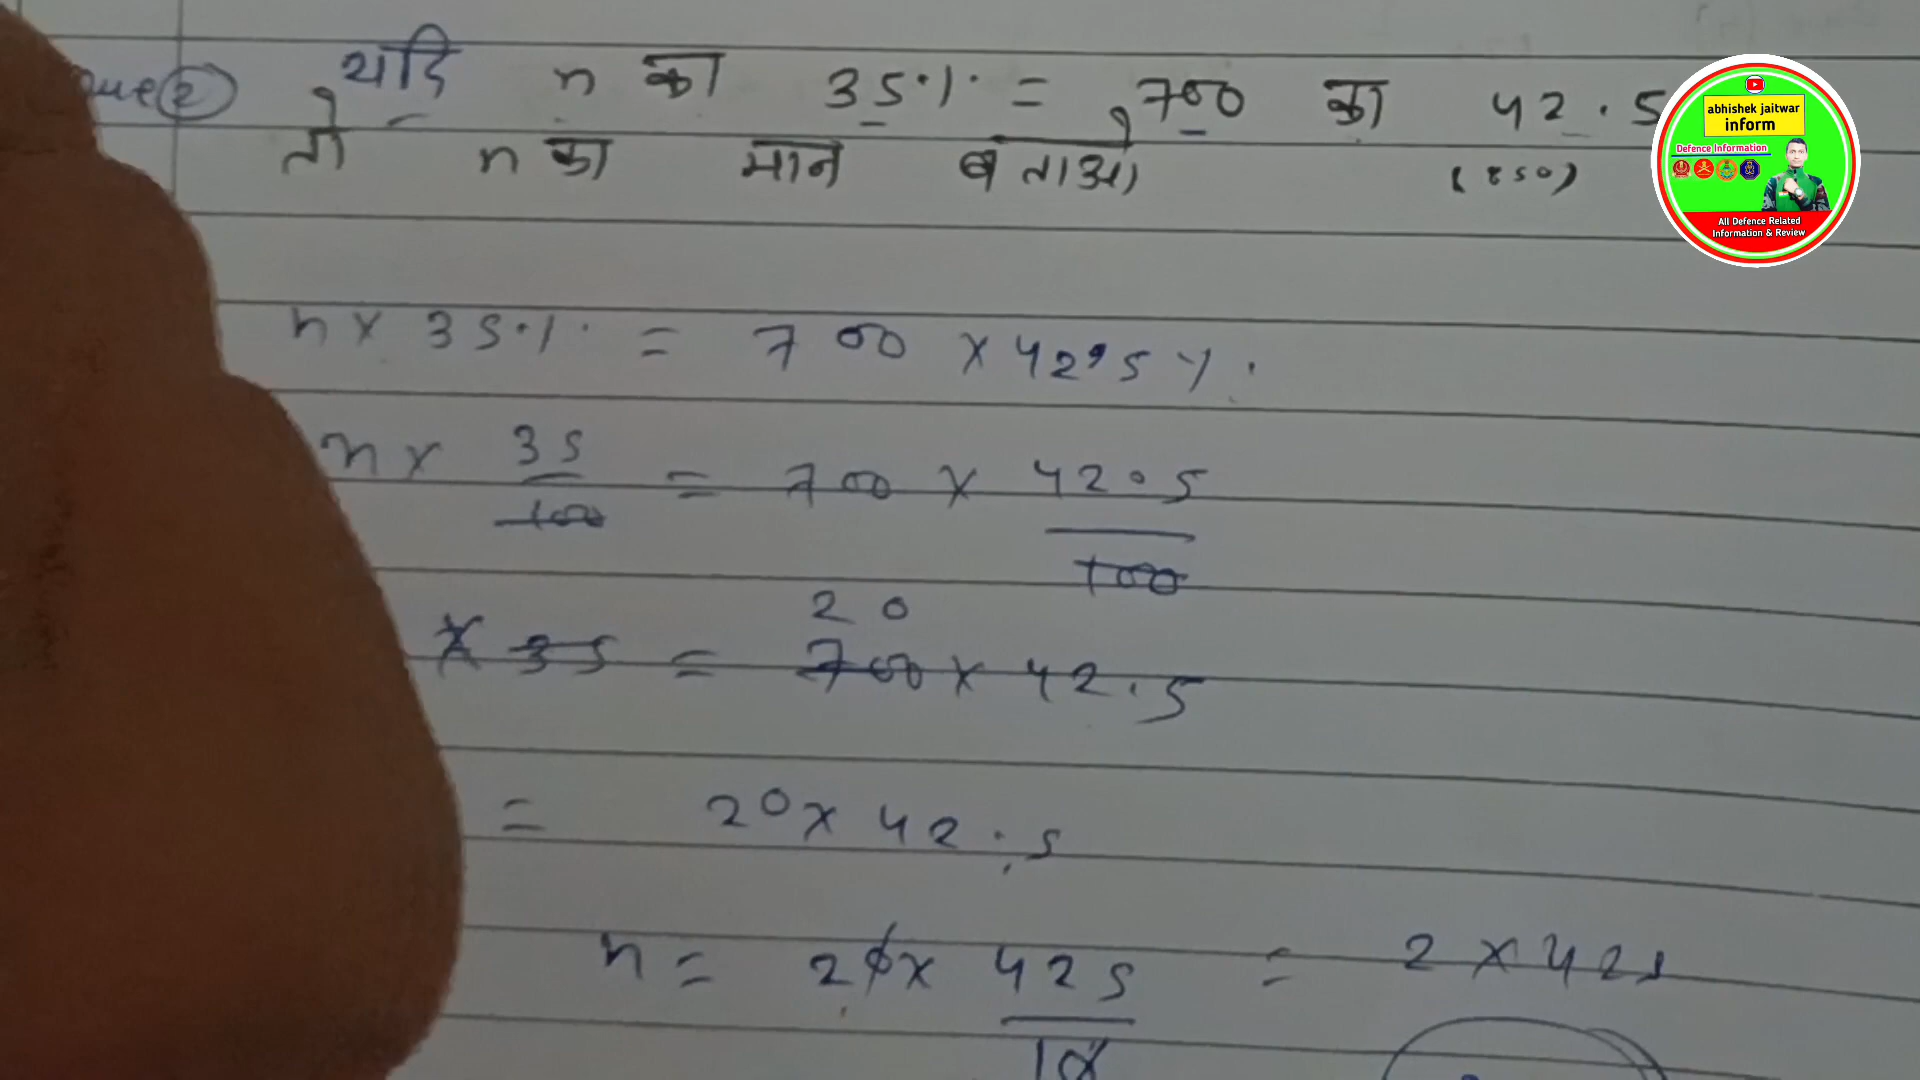 Que ②  यदि n का 35% = 700 का 42.5
तो n का मान बताओ (850)
n × 35% = 700 × 42.5%
n × 35/100 = 700 × 42.5/100
20
× 35 = 700 × 42.5
= 20 × 42.5
n = 20 × 425/10 = 2 × 425
abhishek jaitwar
inform
Defence Information
All Defence Related
Information & Review